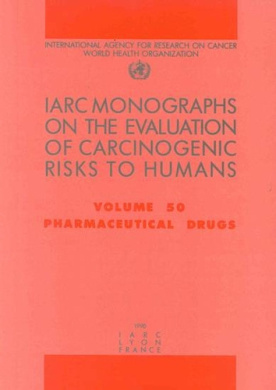 INTERNATIONAL AGENCY FOR RESEARCH ON CANCER
WORLD HEALTH ORGANIZATION
IARC MONOGRAPHS
ON THE EVALUATION
OF CARCINOGENIC
RISKS TO HUMANS
VOLUME 50
PHARMACEUTICAL DRUGS
IARC
LYON
FRANCE